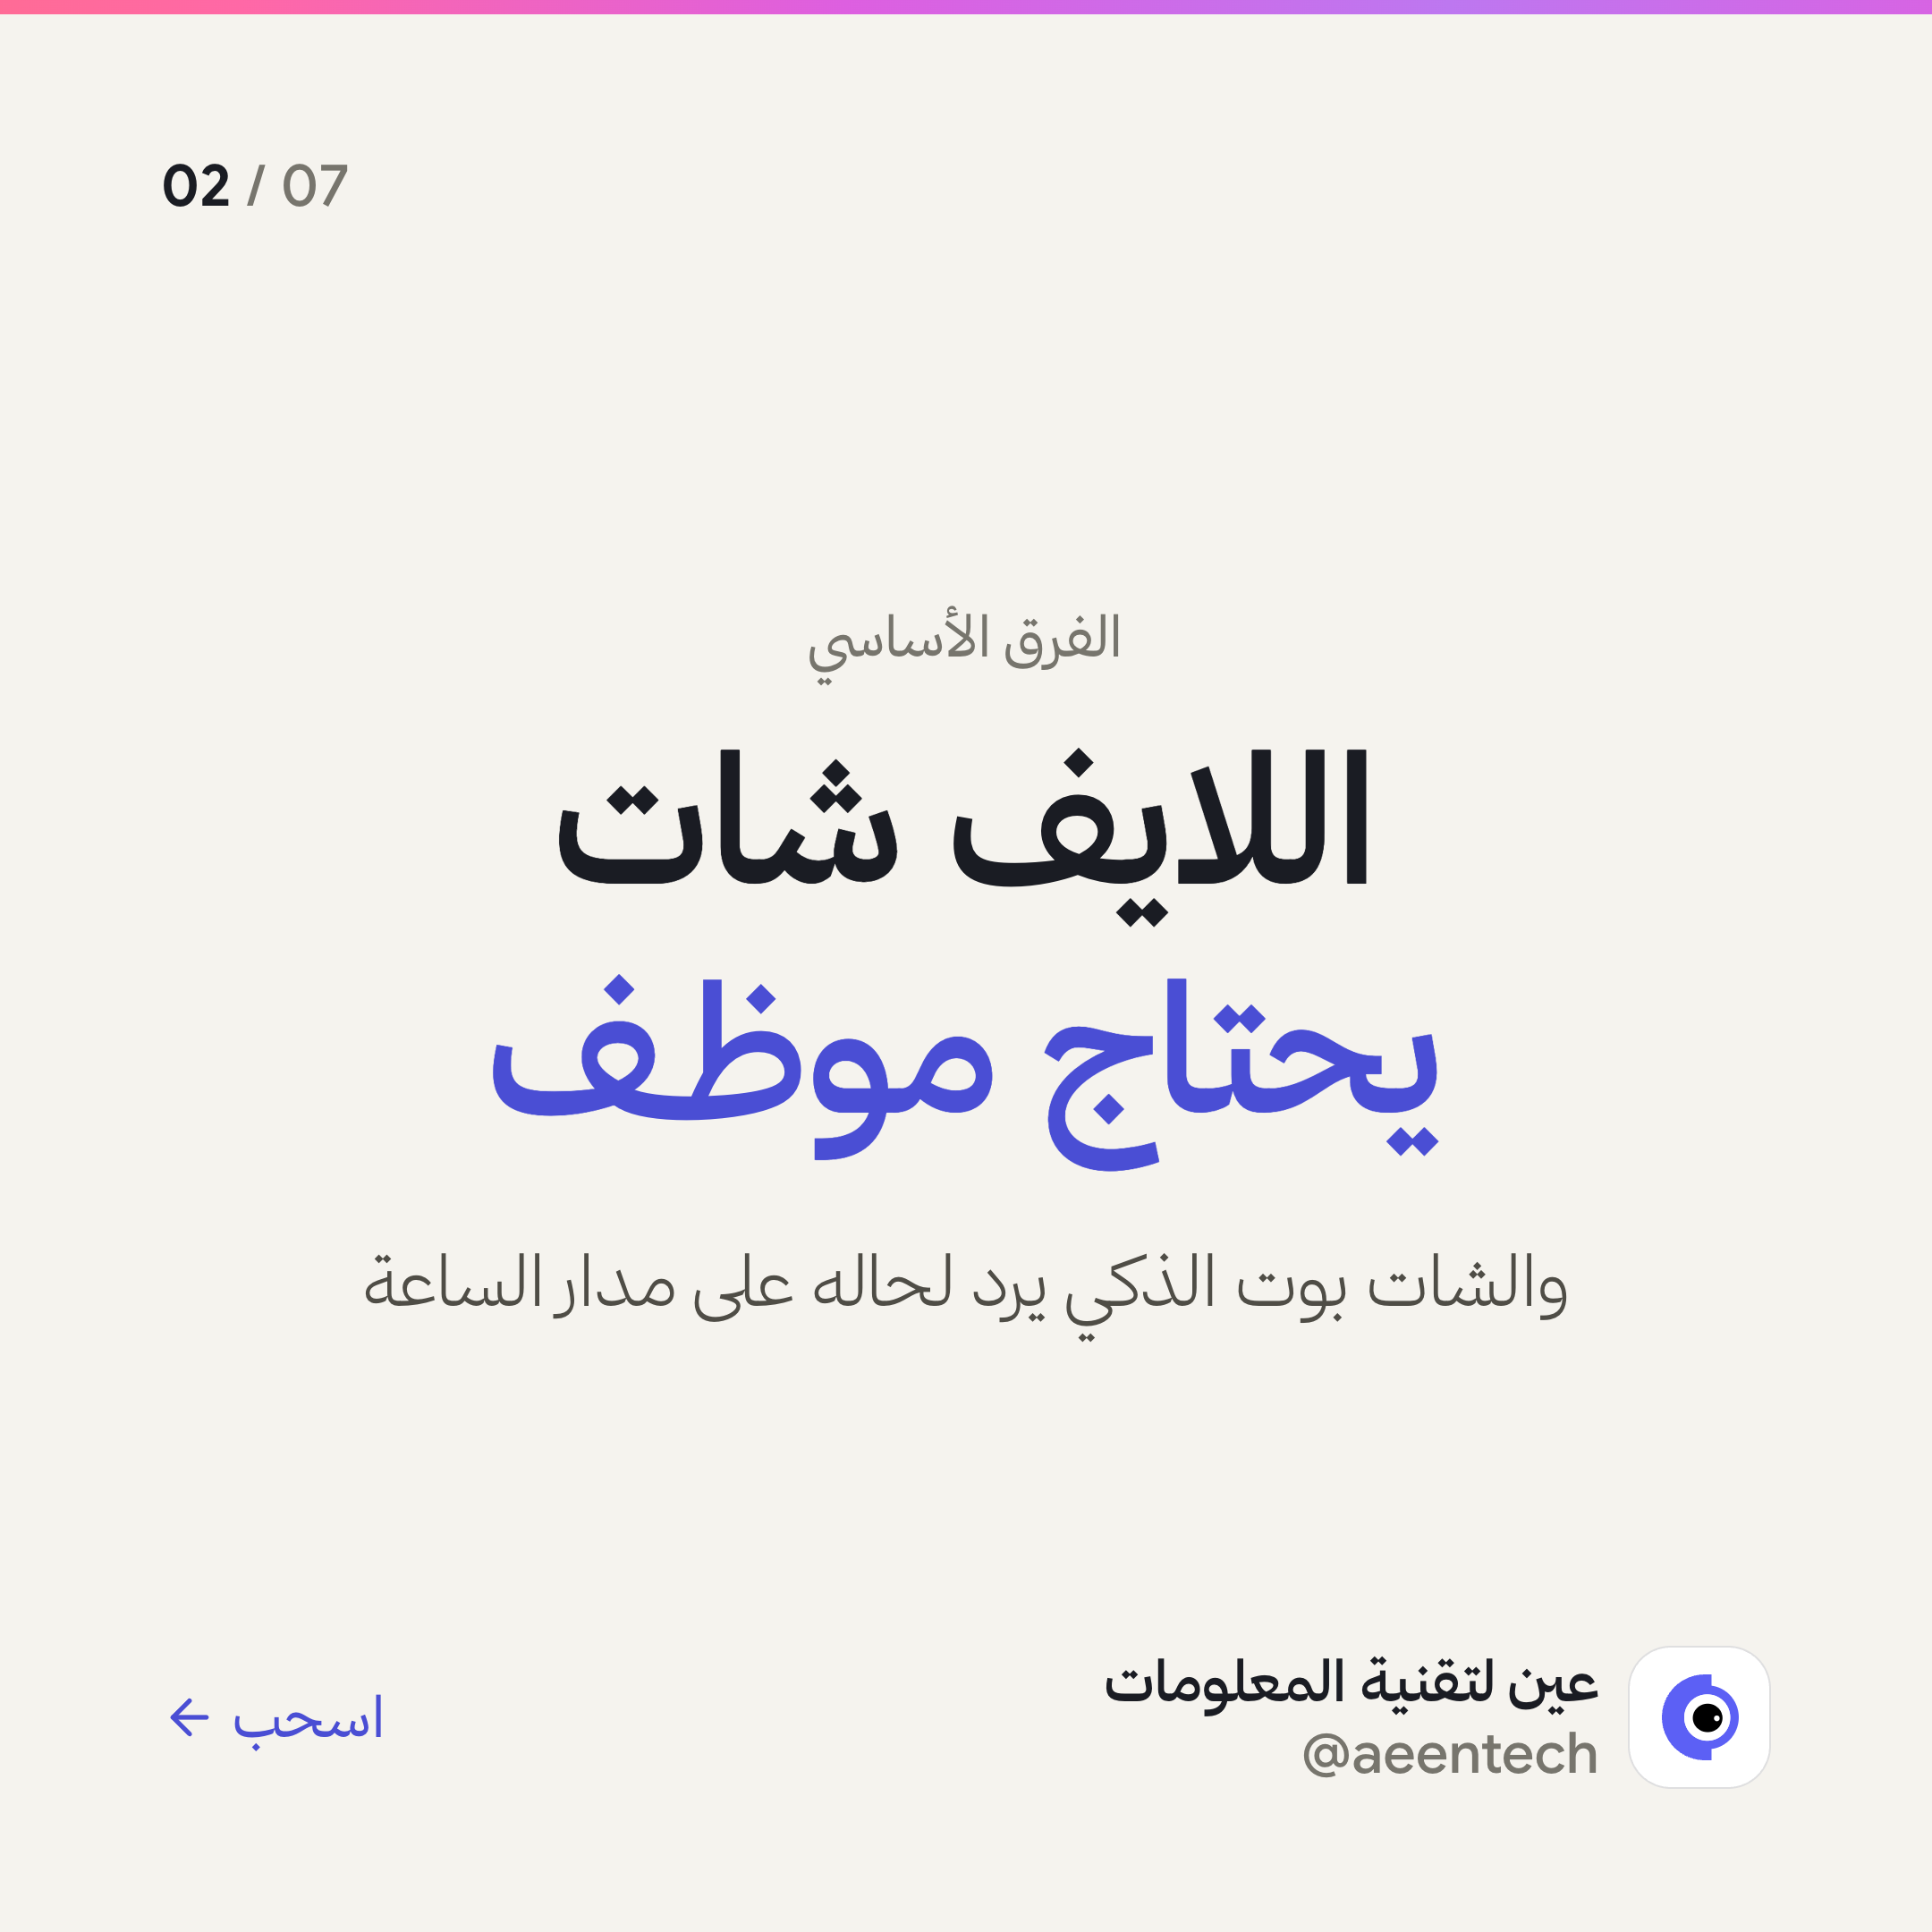 02 / 07
الفرق الأساسي
اللايف شات
يحتاج موظف
والشات بوت الذكي يرد لحاله على مدار الساعة
عين لتقنية المعلومات
@aeentech
اسحب ←